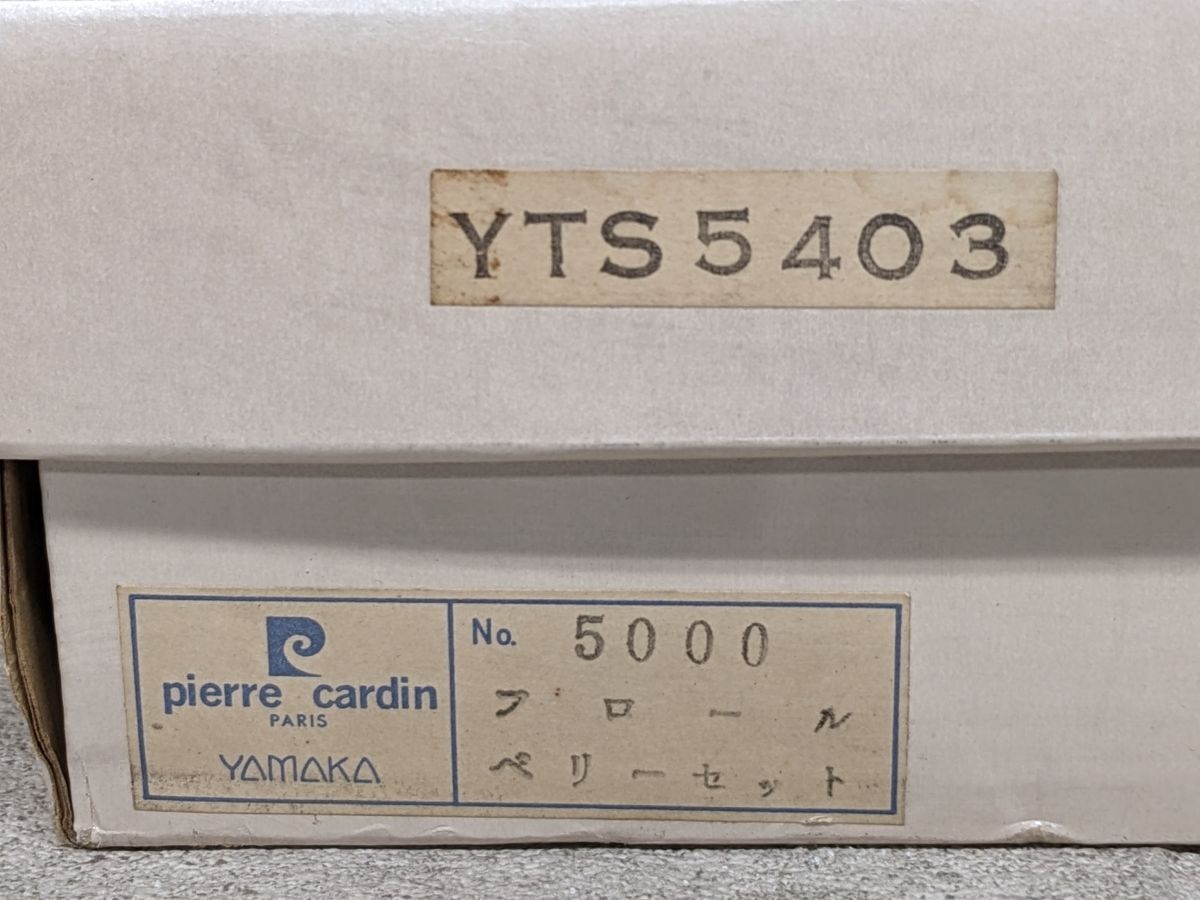 YTS5403
pierre cardin
PARIS
YAMAKA
No. 5000
フロール
ベリーセット